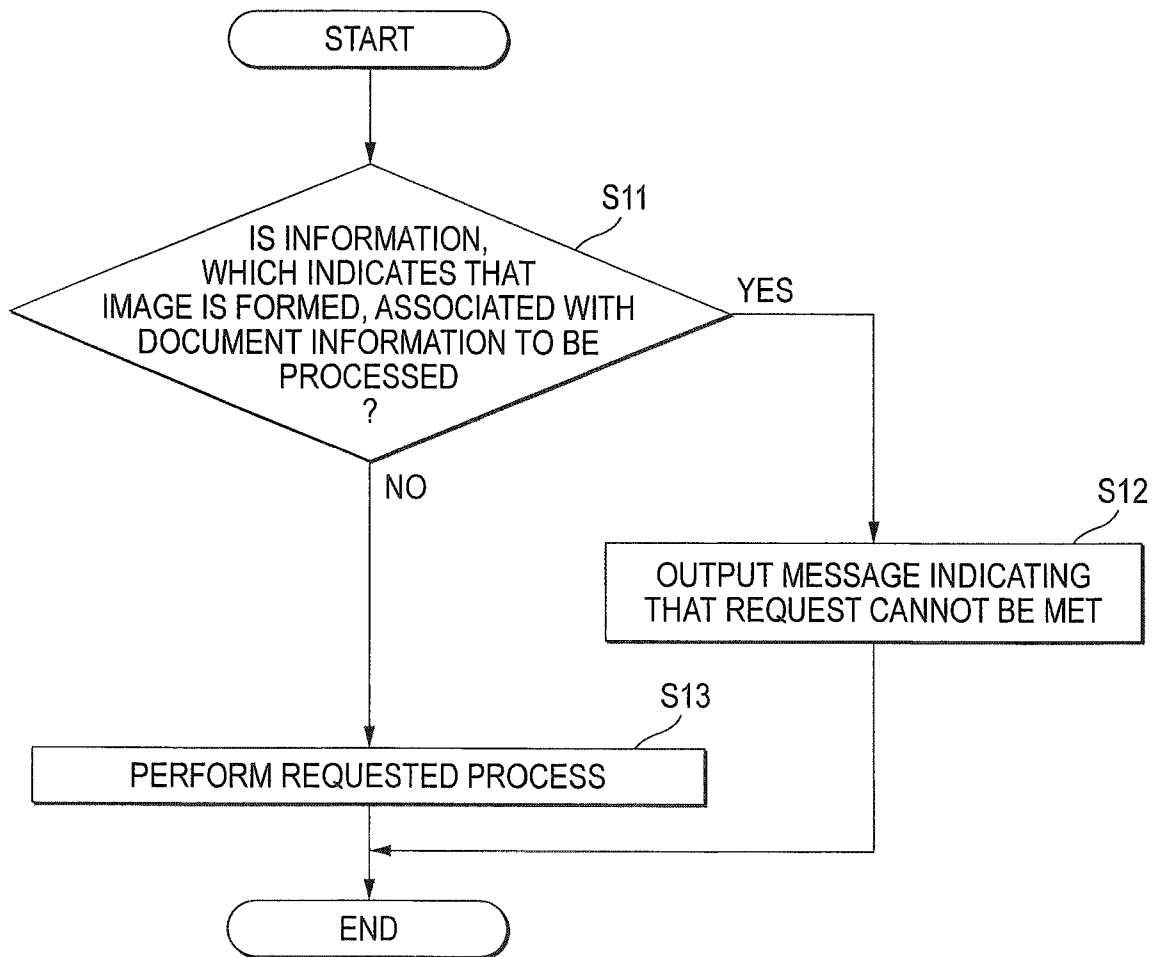 START
S11
IS INFORMATION,
WHICH INDICATES THAT
IMAGE IS FORMED, ASSOCIATED WITH
DOCUMENT INFORMATION TO BE
PROCESSED
?
YES
NO
S12
OUTPUT MESSAGE INDICATING
THAT REQUEST CANNOT BE MET
S13
PERFORM REQUESTED PROCESS
END